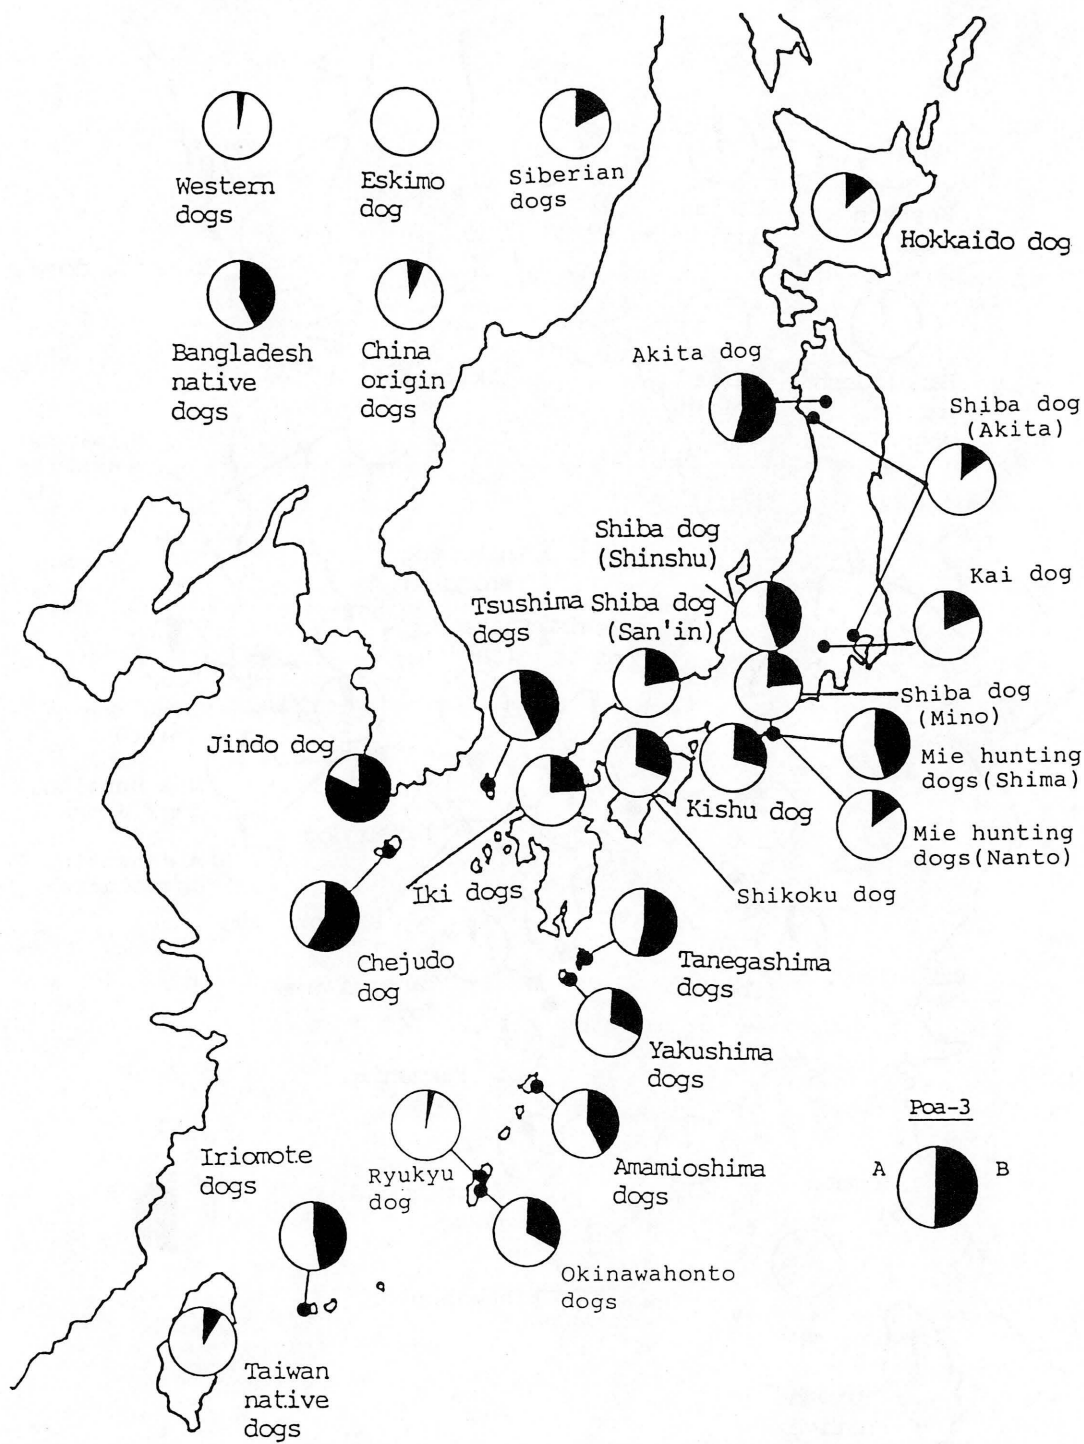 Western
dogs
Eskimo
dog
Siberian
dogs
Hokkaido dog
Bangladesh
native
dogs
China
origin
dogs
Akita dog
Shiba dog
(Akita)
Shiba dog
(Shinshu)
Kai dog
Tsushima
dogs
Shiba dog
(San'in)
Shiba dog
(Mino)
Jindo dog
Mie hunting
dogs(Shima)
Kishu dog
Mie hunting
dogs(Nanto)
Iki dogs
Shikoku dog
Chejudo
dog
Tanegashima
dogs
Yakushima
dogs
Poa-3
A
B
Iriomote
dogs
Ryukyu
dog
Amamioshima
dogs
Okinawahonto
dogs
Taiwan
native
dogs